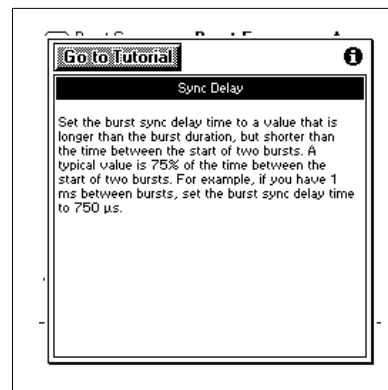 Go to Tutorial
Sync Delay
Set the burst sync delay time to a value that is
longer than the burst duration, but shorter than
the time between the start of two bursts. A
typical value is 75% of the time between the
start of two bursts. For example, if you have 1
ms between bursts, set the burst sync delay time
to 750 µs.